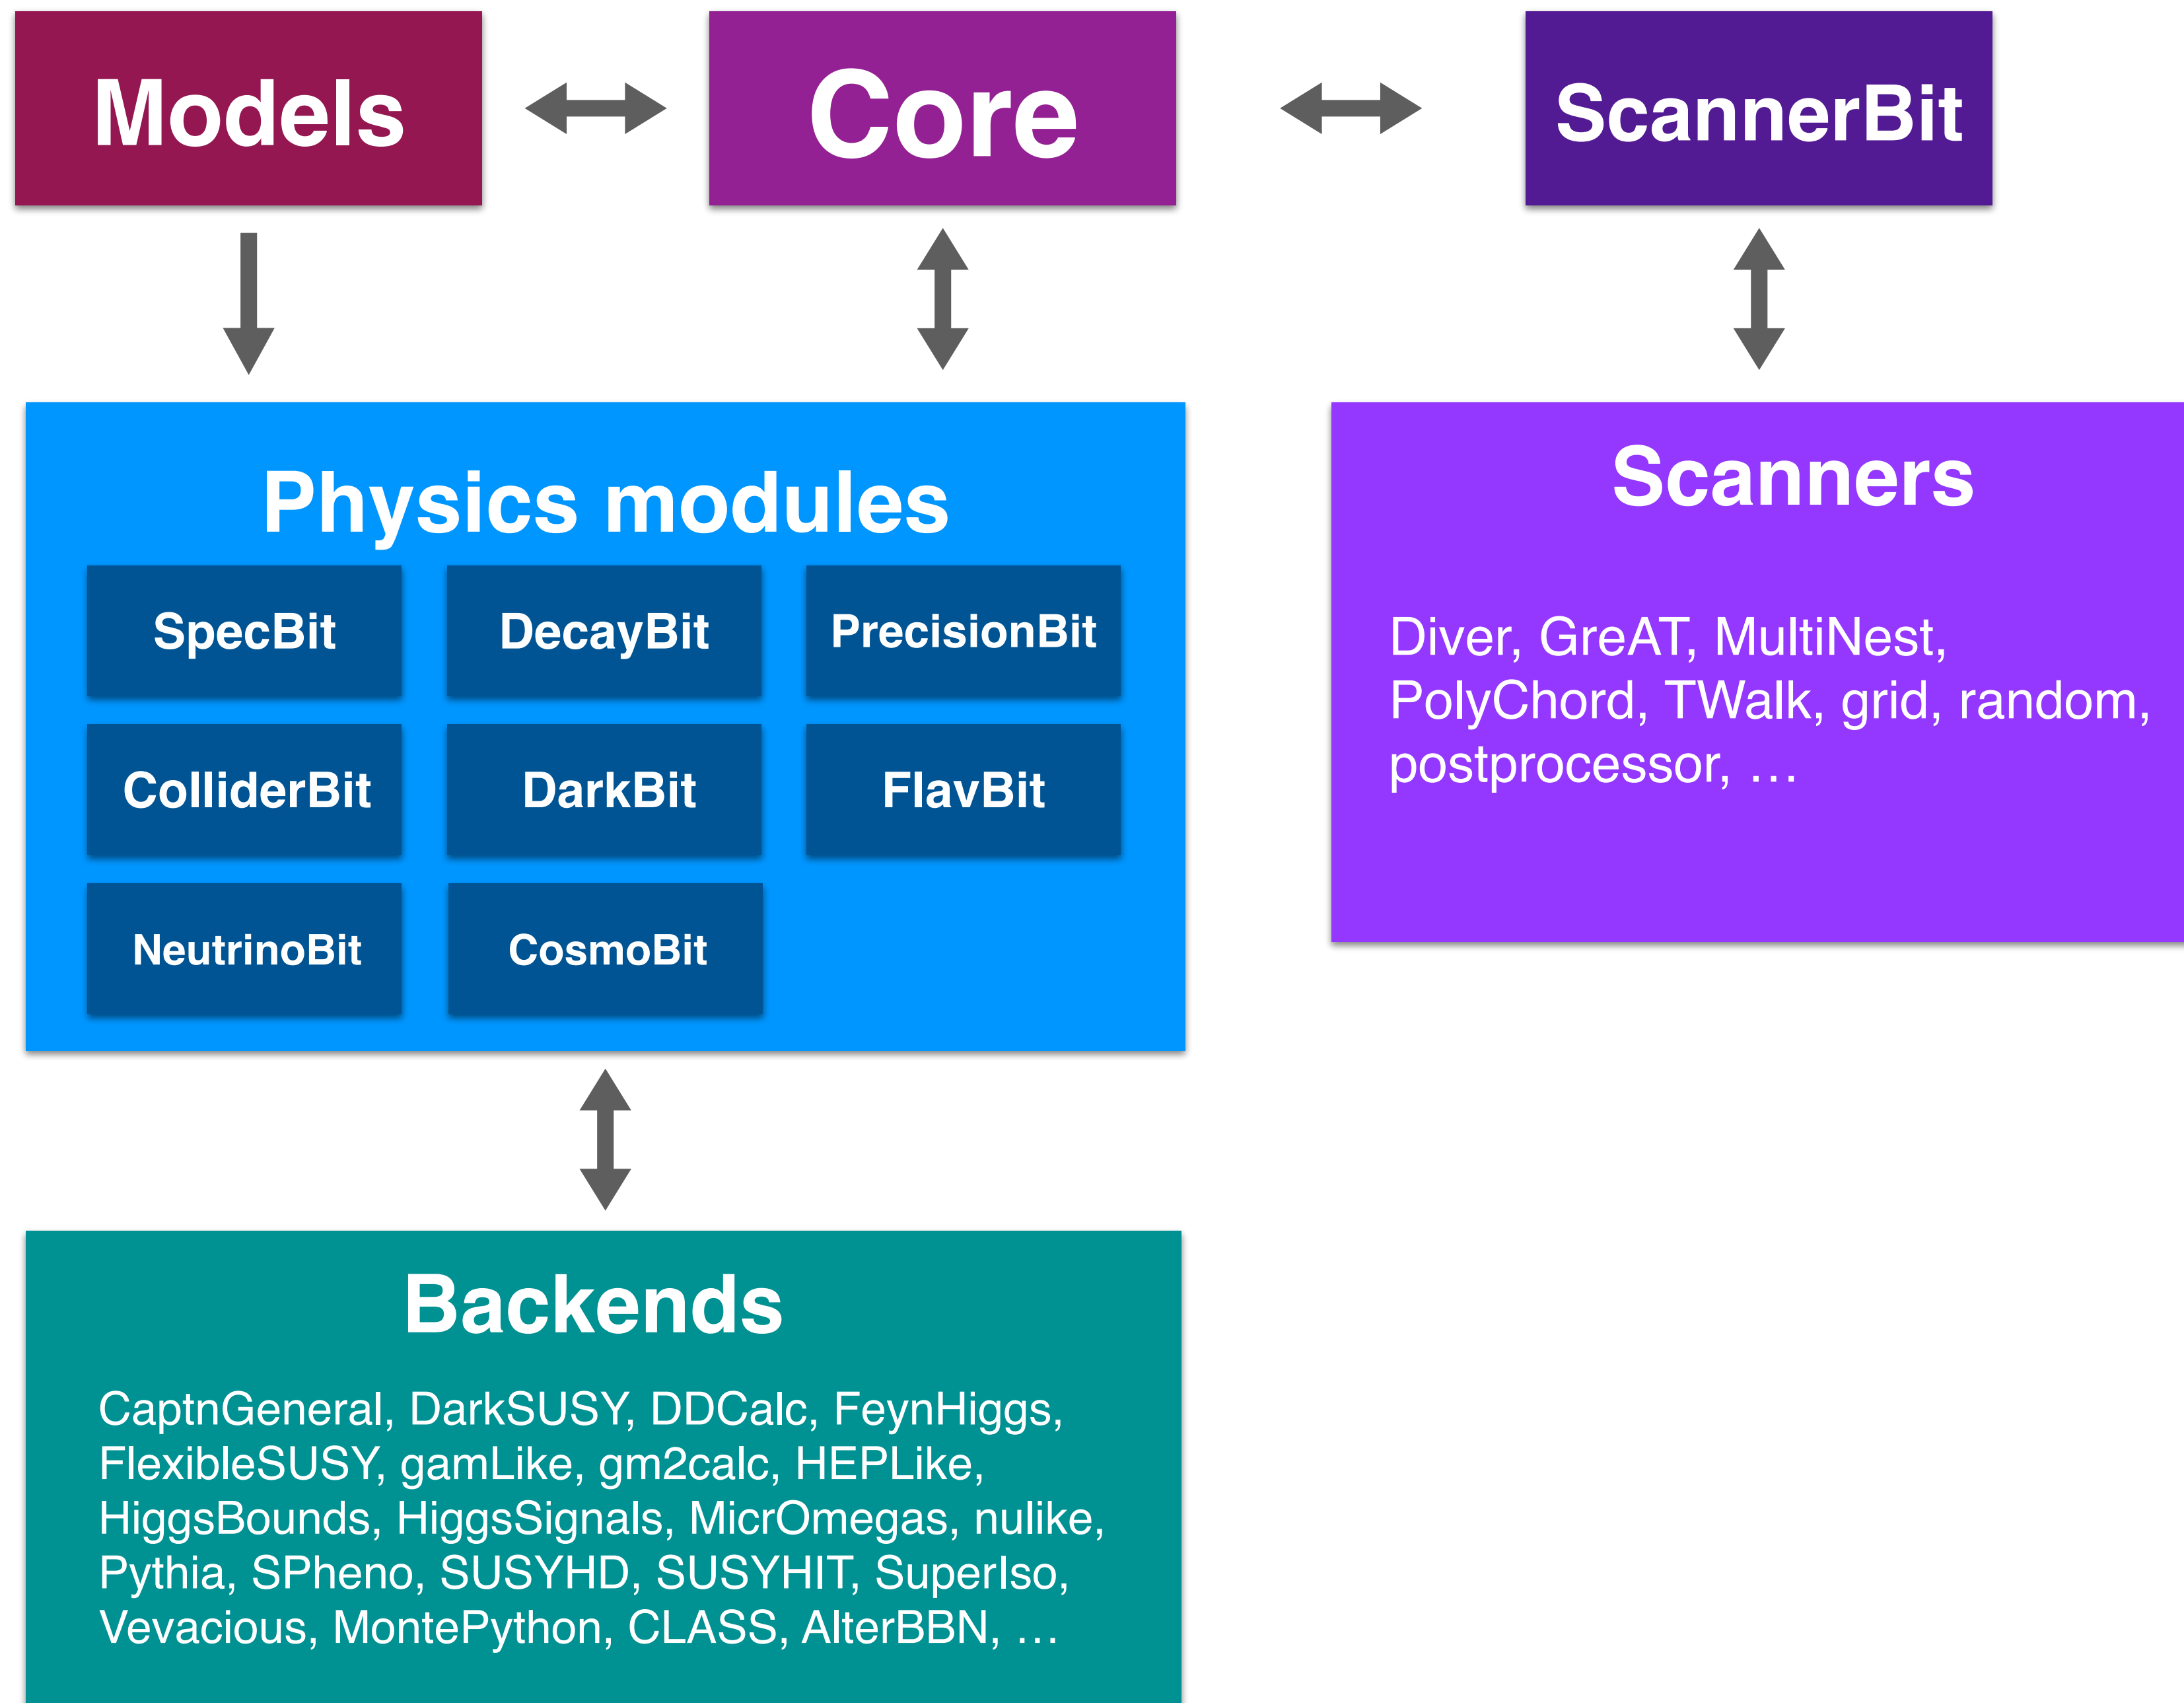 Models
Core
ScannerBit
Physics modules
SpecBit
DecayBit
PrecisionBit
ColliderBit
DarkBit
FlavBit
NeutrinoBit
CosmoBit
Scanners
Diver, GreAT, MultiNest,
PolyChord, TWalk, grid, random,
postprocessor, …
Backends
CaptnGeneral, DarkSUSY, DDCalc, FeynHiggs,
FlexibleSUSY, gamLike, gm2calc, HEPLike,
HiggsBounds, HiggsSignals, MicrOmegas, nulike,
Pythia, SPheno, SUSYHD, SUSYHIT, SuperIso,
Vevacious, MontePython, CLASS, AlterBBN, …